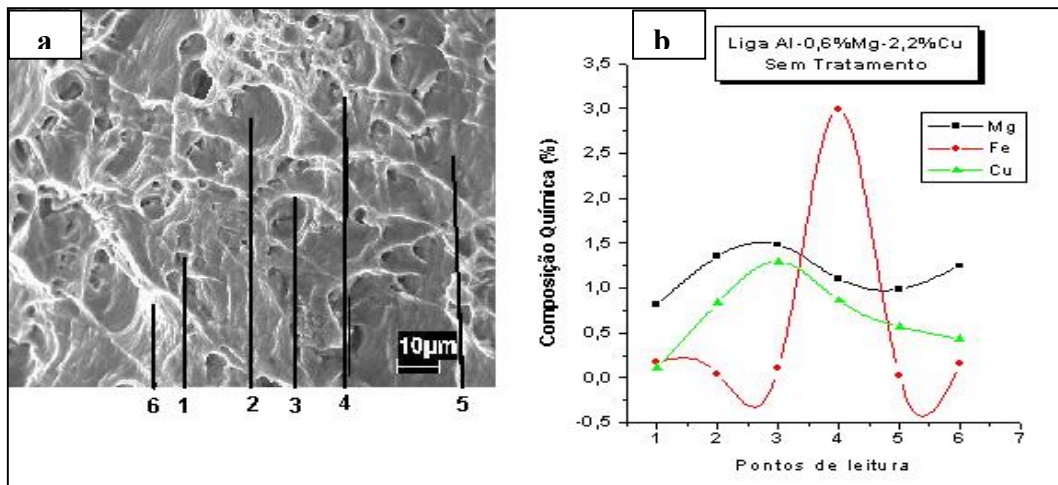 a
10µm
6 1 2 3 4 5
b
Liga Al-0,6%Mg-2,2%Cu
Sem Tratamento
Mg
Fe
Cu
Composição Química (%)
3,5
3,0
2,5
2,0
1,5
1,0
0,5
0,0
-0,5
1 2 3 4 5 6 7
Pontos de leitura